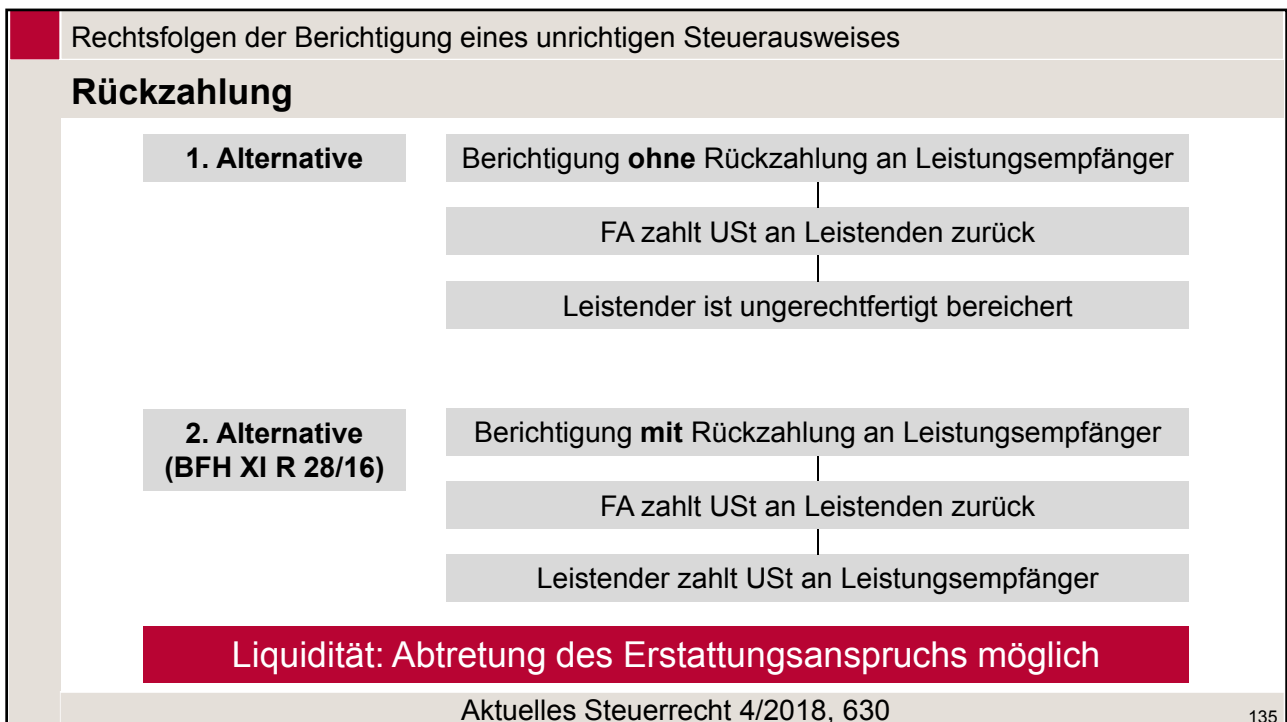 Rechtsfolgen der Berichtigung eines unrichtigen Steuerausweises
Rückzahlung
1. Alternative
Berichtigung ohne Rückzahlung an Leistungsempfänger
FA zahlt USt an Leistenden zurück
Leistender ist ungerechtfertigt bereichert
2. Alternative
(BFH XI R 28/16)
Berichtigung mit Rückzahlung an Leistungsempfänger
FA zahlt USt an Leistenden zurück
Leistender zahlt USt an Leistungsempfänger
Liquidität: Abtretung des Erstattungsanspruchs möglich
Aktuelles Steuerrecht 4/2018, 630
135